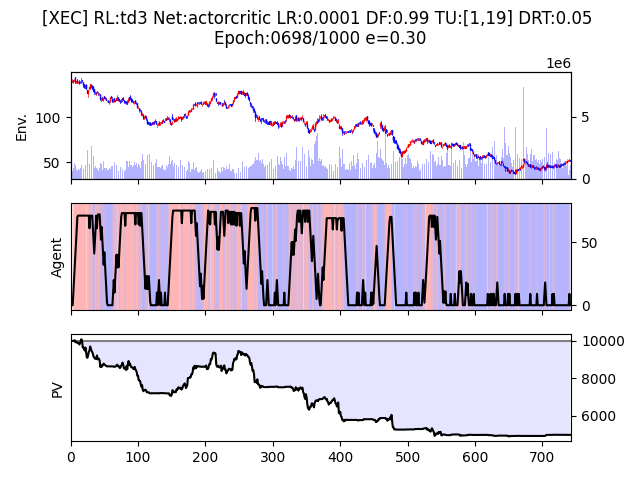 [XEC] RL:td3 Net:actorcritic LR:0.0001 DF:0.99 TU:[1,19] DRT:0.05
Epoch:0698/1000 e=0.30
1e6
Env.
100
50
5
0
Agent
50
0
PV
10000
8000
6000
0
100
200
300
400
500
600
700